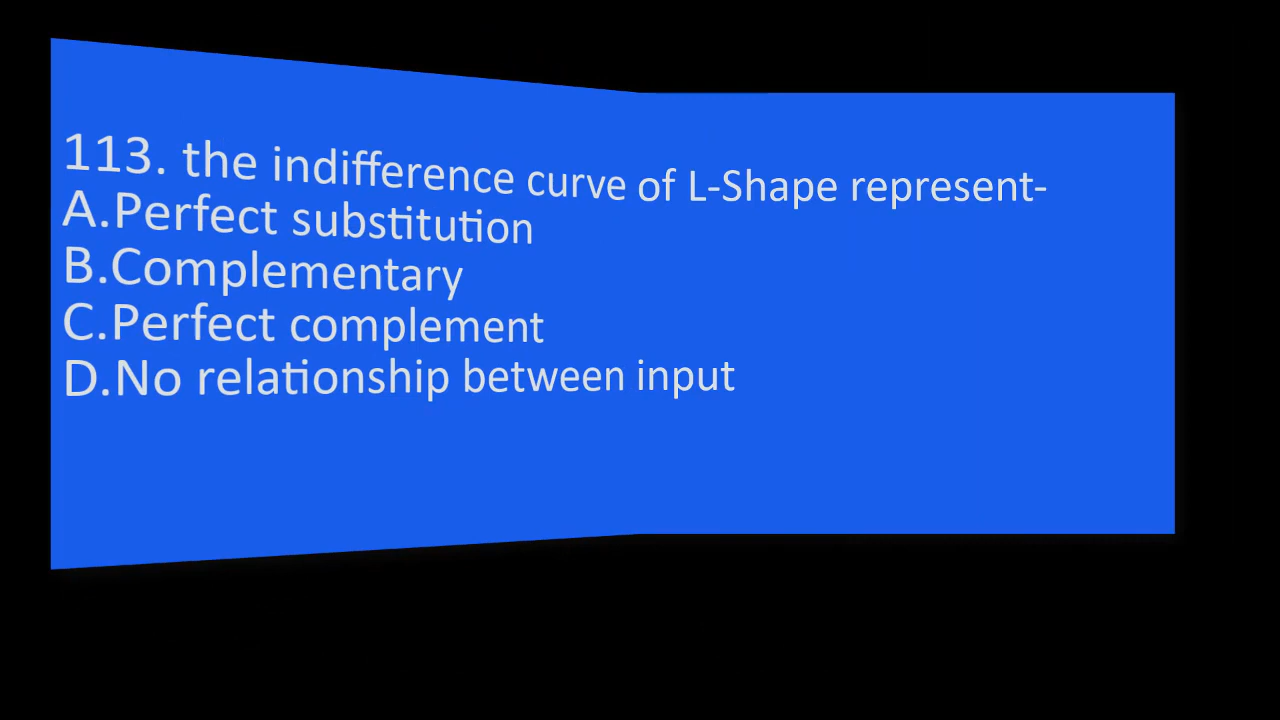 113. the indifference curve of L-Shape represent-
A.Perfect substitution
B.Complementary
C.Perfect complement
D.No relationship between input